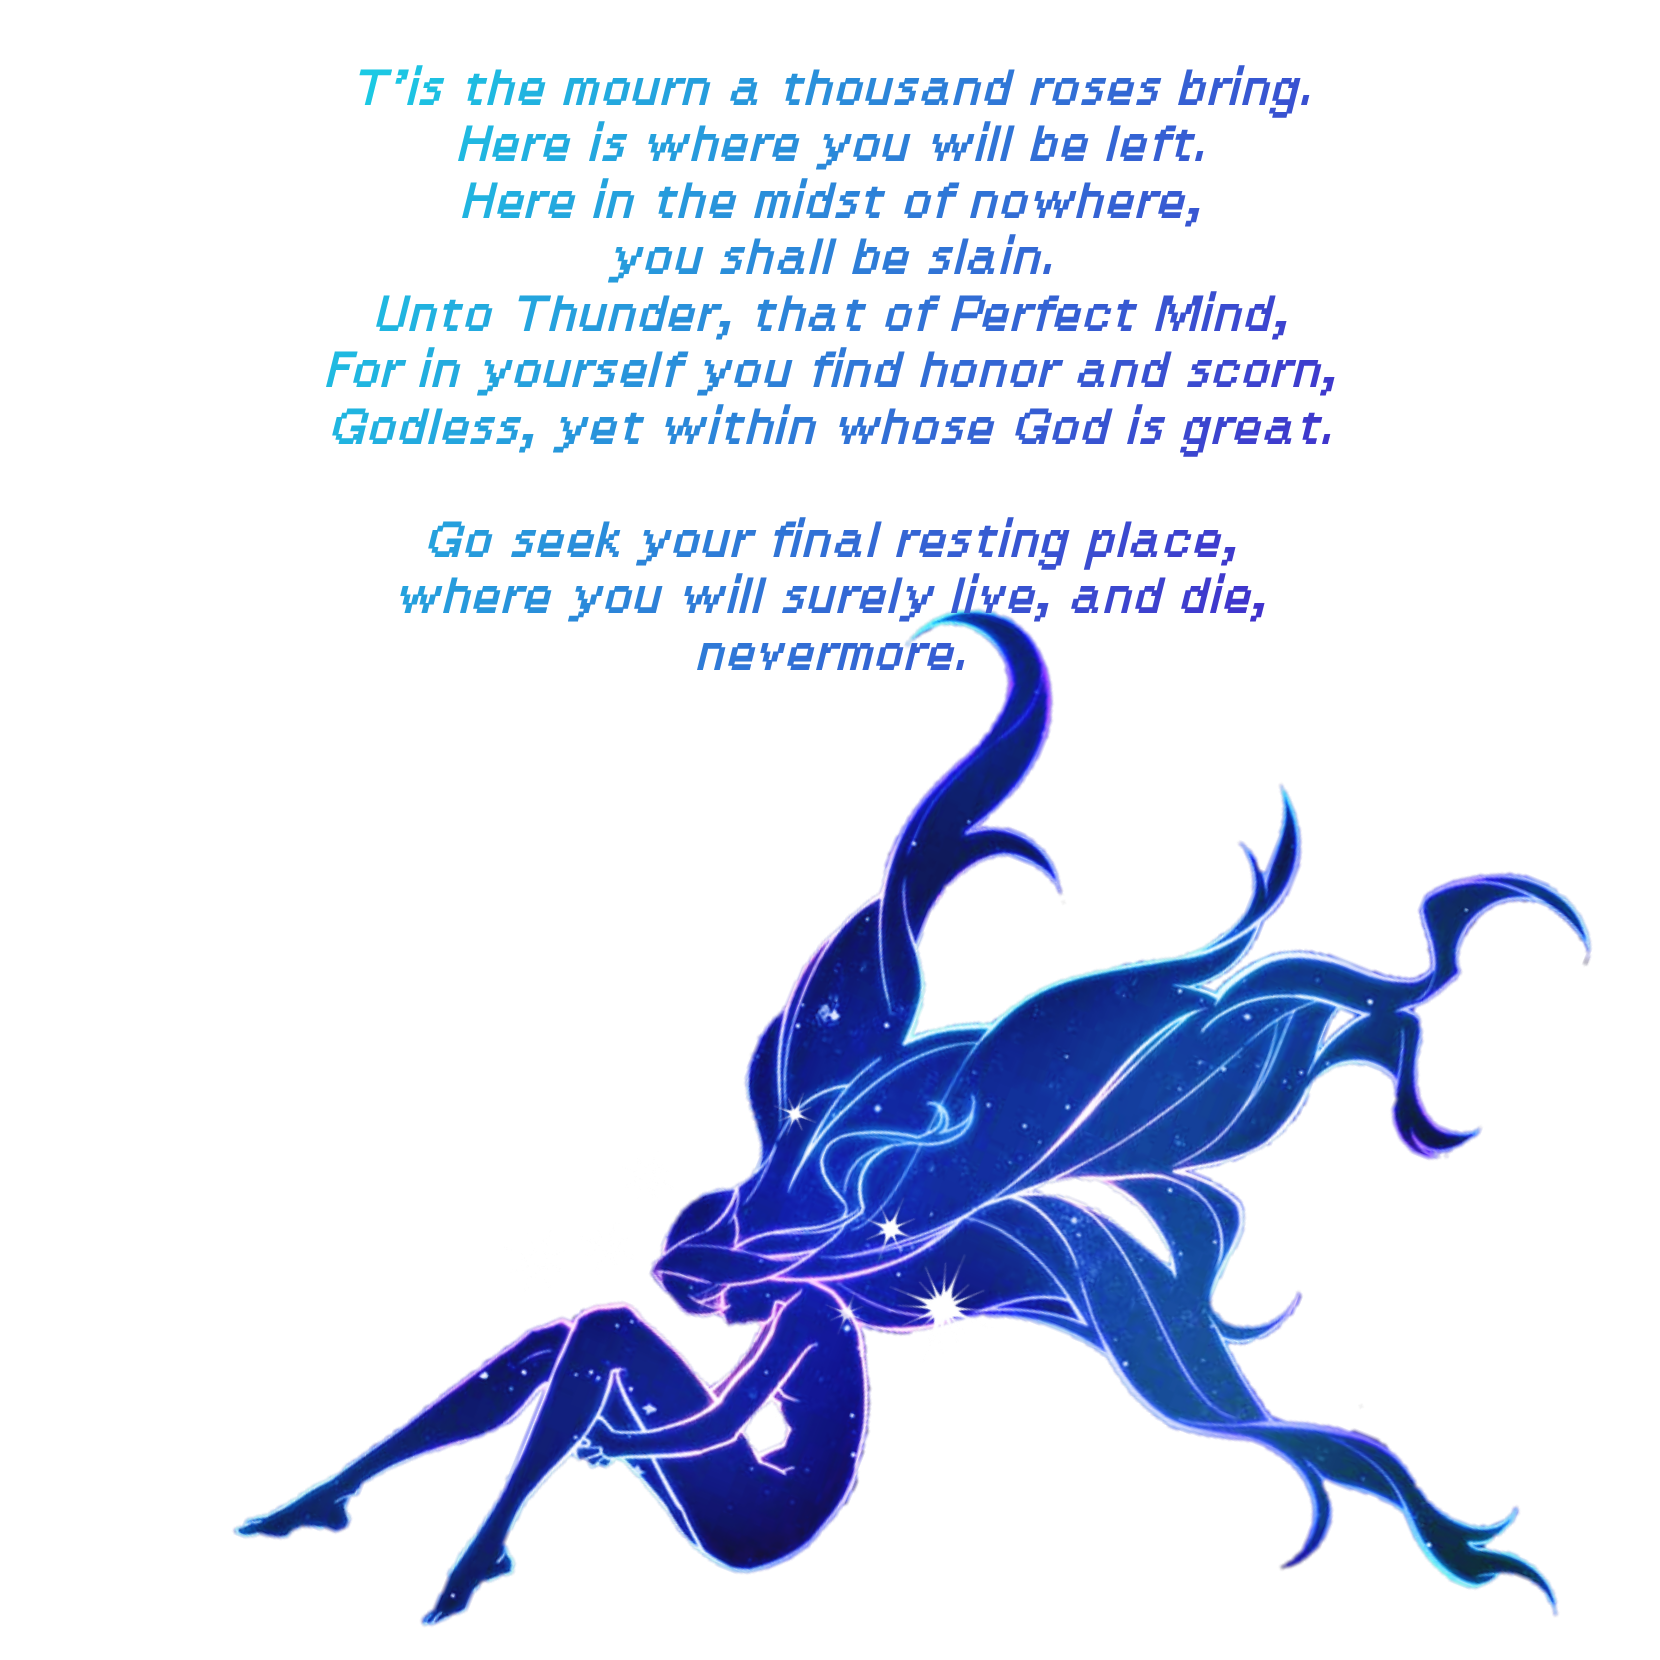 T'is the mourn a thousand roses bring.
Here is where you will be left.
Here in the midst of nowhere,
you shall be slain.
Unto Thunder, that of Perfect Mind,
For in yourself you find honor and scorn,
Godless, yet within whose God is great.
Go seek your final resting place,
where you will surely live, and die,
nevermore.